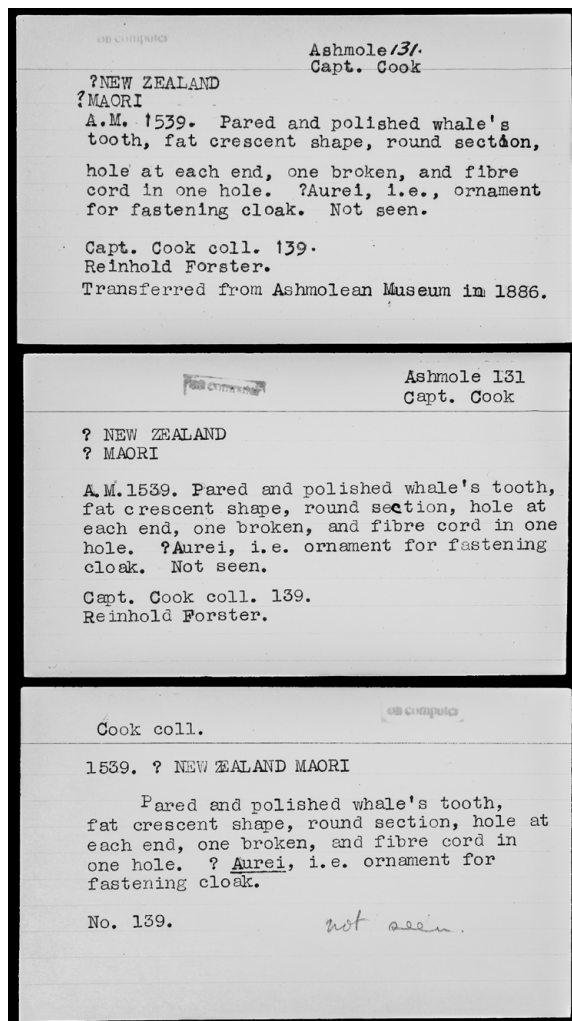 on computer
Ashmole 131.
Capt. Cook
?NEW ZEALAND
?MAORI
A.M. 1539. Pared and polished whale's
tooth, fat crescent shape, round section,
hole at each end, one broken, and fibre
cord in one hole. ?Aurei, i.e., ornament
for fastening cloak. Not seen.
Capt. Cook coll. 139.
Reinhold Forster.
Transferred from Ashmolean Museum in 1886.
on computer
Ashmole 131
Capt. Cook
? NEW ZEALAND
? MAORI
A.M.1539. Pared and polished whale's tooth,
fat crescent shape, round section, hole at
each end, one broken, and fibre cord in one
hole. ?Aurei, i.e. ornament for fastening
cloak. Not seen.
Capt. Cook coll. 139.
Reinhold Forster.
on computer
Cook coll.
1539. ? NEW ZEALAND MAORI
Pared and polished whale's tooth,
fat crescent shape, round section, hole at
each end, one broken, and fibre cord in
one hole. ? Aurei, i.e. ornament for
fastening cloak.
No. 139. not seen.